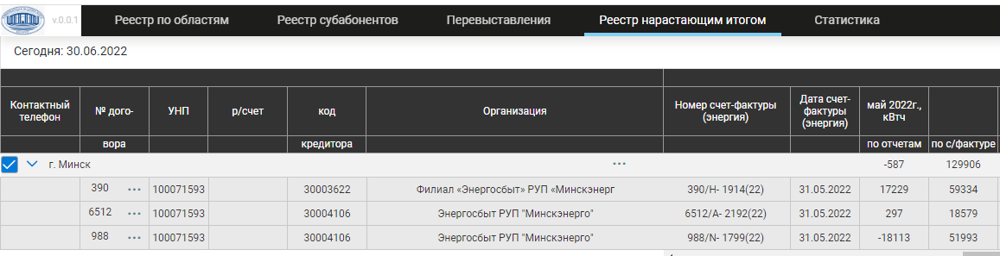 v.0.0.1 Реестр по областям Реестр субабонентов Перевыставления Реестр нарастающим итогом Статистика
Сегодня: 30.06.2022
Контактный телефон № дого- УНП р/счет код Организация Номер счет-фактуры (энергия) Дата счет-фактуры (энергия) май 2022г., кВтч
вора кредитора по отчетам по с/фактуре
г. Минск ••• -587 129906
390 ••• 100071593 30003622 Филиал «Энергосбыт» РУП «Минскэнерг 390/Н- 1914(22) 31.05.2022 17229 59334
6512 ••• 100071593 30004106 Энергосбыт РУП "Минскэнерго" 6512/А- 2192(22) 31.05.2022 297 18579
988 ••• 100071593 30004106 Энергосбыт РУП "Минскэнерго" 988/N- 1799(22) 31.05.2022 -18113 51993